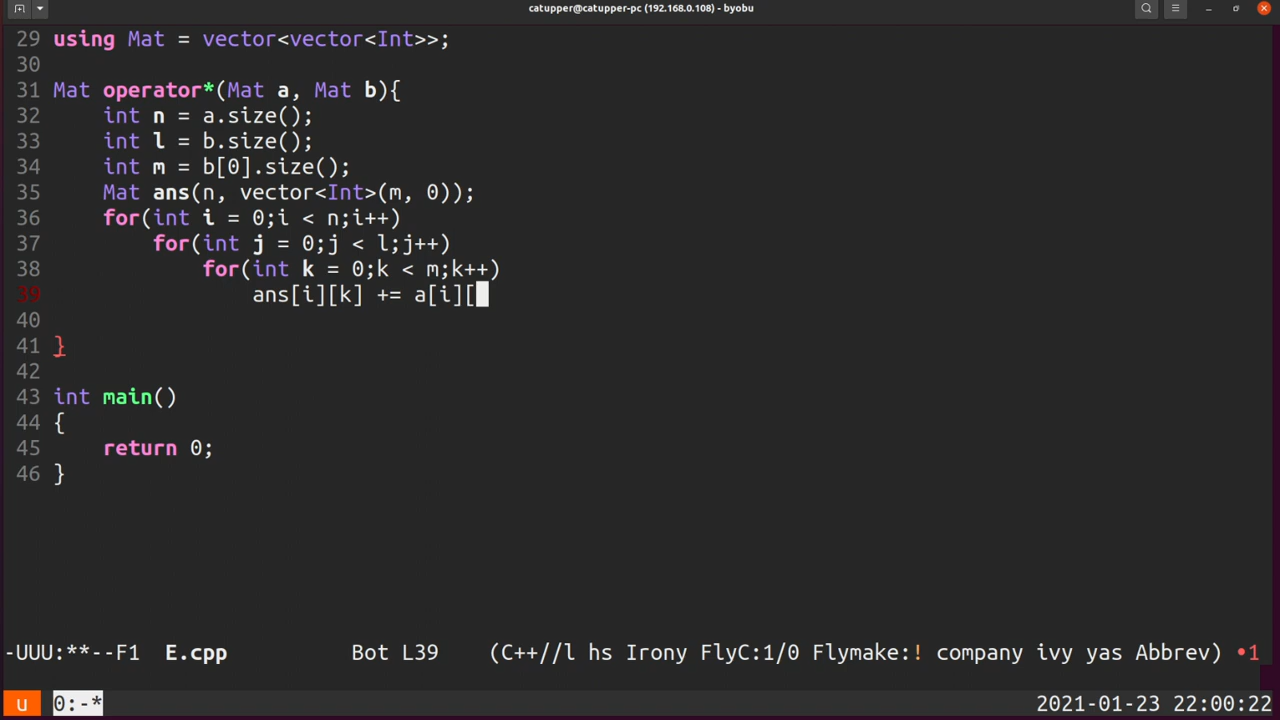 catupper@catupper-pc (192.168.0.108) - byobu
29 using Mat = vector<vector<Int>>;
30
31 Mat operator*(Mat a, Mat b){
32     int n = a.size();
33     int l = b.size();
34     int m = b[0].size();
35     Mat ans(n, vector<Int>(m, 0));
36     for(int i = 0;i < n;i++)
37         for(int j = 0;j < l;j++)
38             for(int k = 0;k < m;k++)
39                 ans[i][k] += a[i][
40
41 }
42
43 int main()
44 {
45     return 0;
46 }
-UUU:**--F1  E.cpp          Bot L39    (C++//l hs Irony FlyC:1/0 Flymake:! company ivy yas Abbrev) •1
u 0:-* 2021-01-23 22:00:22